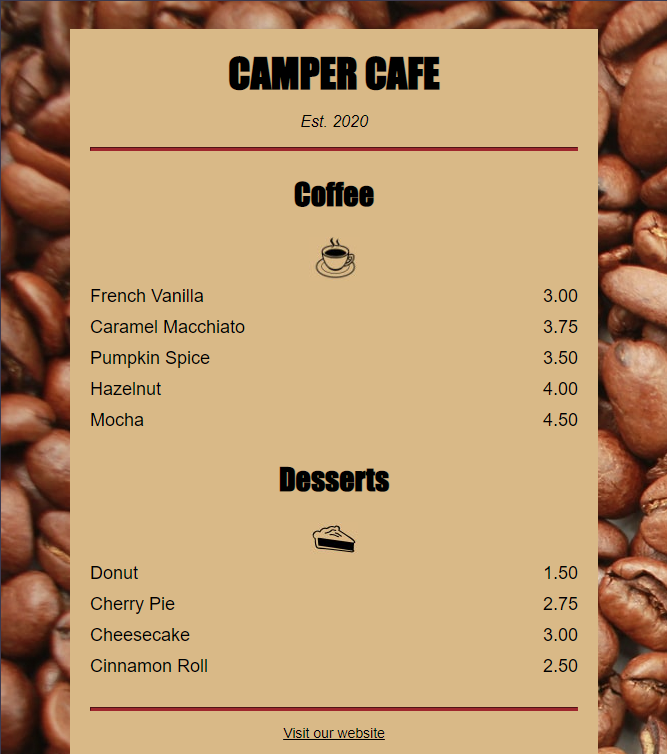 CAMPER CAFE
Est. 2020
Coffee
French Vanilla 3.00
Caramel Macchiato 3.75
Pumpkin Spice 3.50
Hazelnut 4.00
Mocha 4.50
Desserts
Donut 1.50
Cherry Pie 2.75
Cheesecake 3.00
Cinnamon Roll 2.50
Visit our website